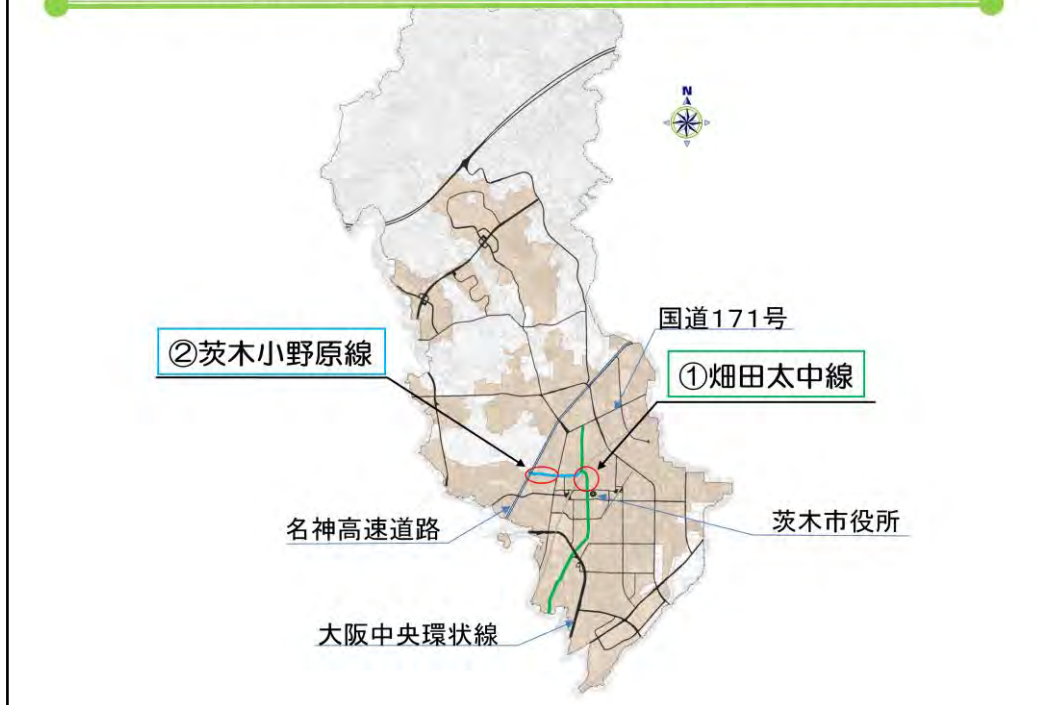 N
国道171号
②茨木小野原線
①畑田太中線
名神高速道路
茨木市役所
大阪中央環状線